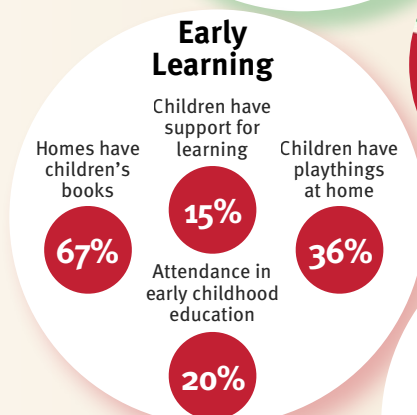 Early
Learning
Children have
support for
learning
15%
Homes have
children's
books
67%
Children have
playthings
at home
36%
Attendance in
early childhood
education
20%